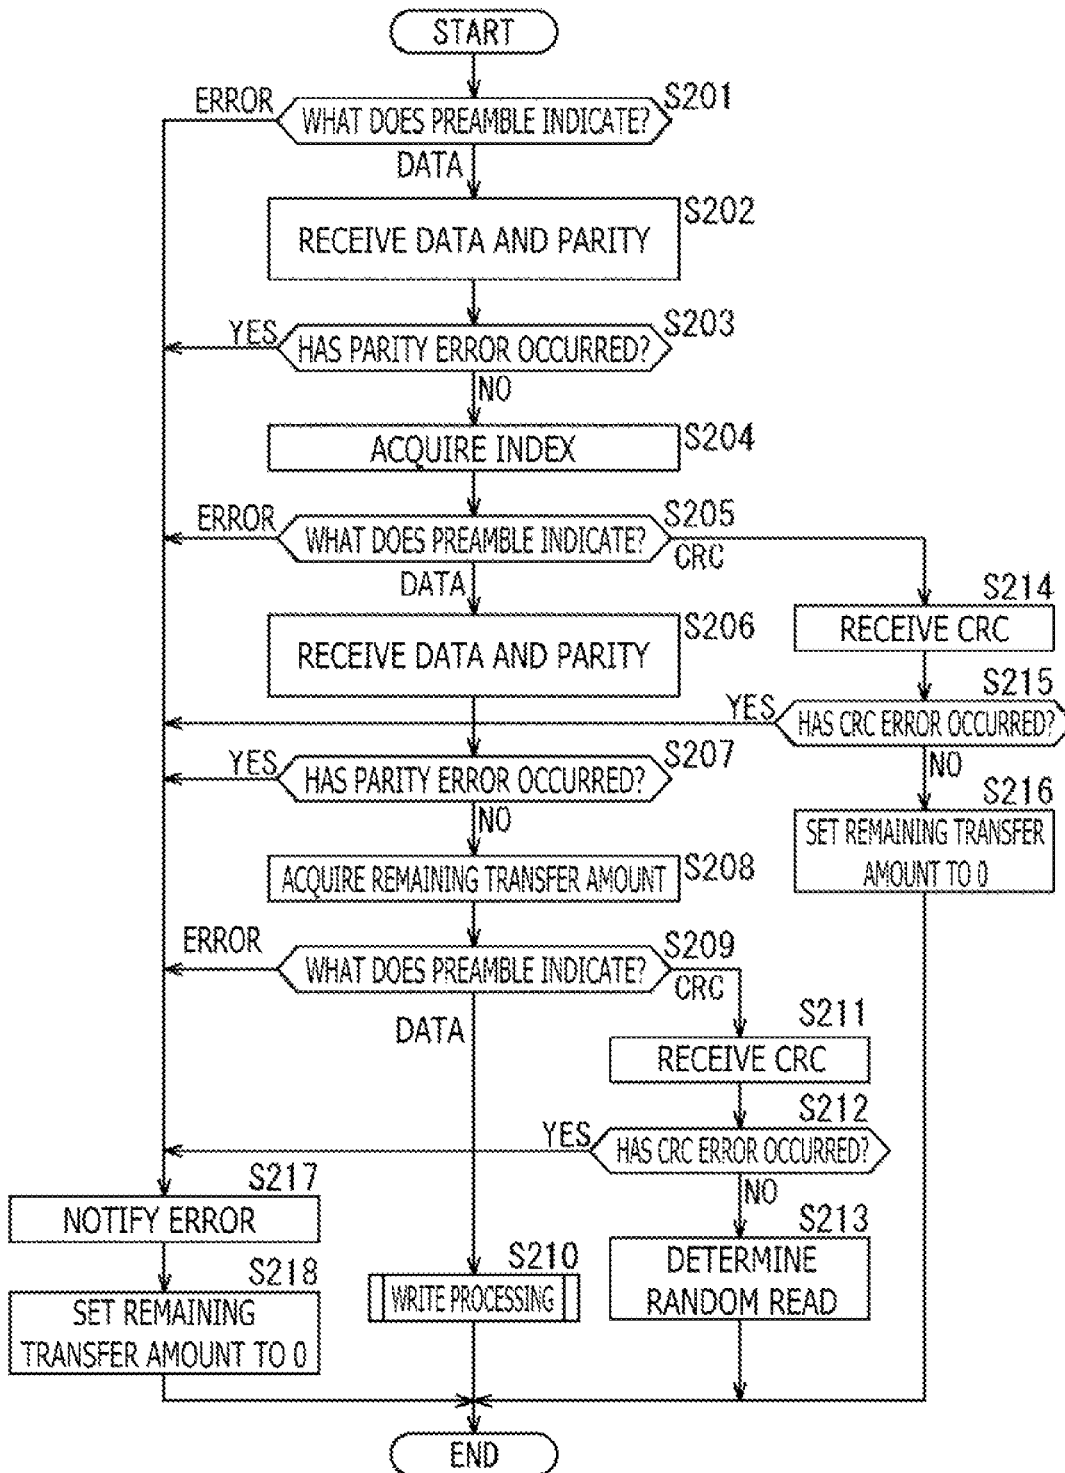 START
S201
ERROR
WHAT DOES PREAMBLE INDICATE?
DATA
S202
RECEIVE DATA AND PARITY
S203
YES
HAS PARITY ERROR OCCURRED?
NO
S204
ACQUIRE INDEX
S205
ERROR
WHAT DOES PREAMBLE INDICATE?
CRC
DATA
S214
RECEIVE CRC
S206
RECEIVE DATA AND PARITY
S215
YES
HAS CRC ERROR OCCURRED?
NO
S207
YES
HAS PARITY ERROR OCCURRED?
NO
S216
SET REMAINING TRANSFER
AMOUNT TO 0
S208
ACQUIRE REMAINING TRANSFER AMOUNT
S209
ERROR
WHAT DOES PREAMBLE INDICATE?
CRC
DATA
S211
RECEIVE CRC
S212
YES
HAS CRC ERROR OCCURRED?
NO
S217
NOTIFY ERROR
S213
DETERMINE
RANDOM READ
S210
WRITE PROCESSING
S218
SET REMAINING
TRANSFER AMOUNT TO 0
END